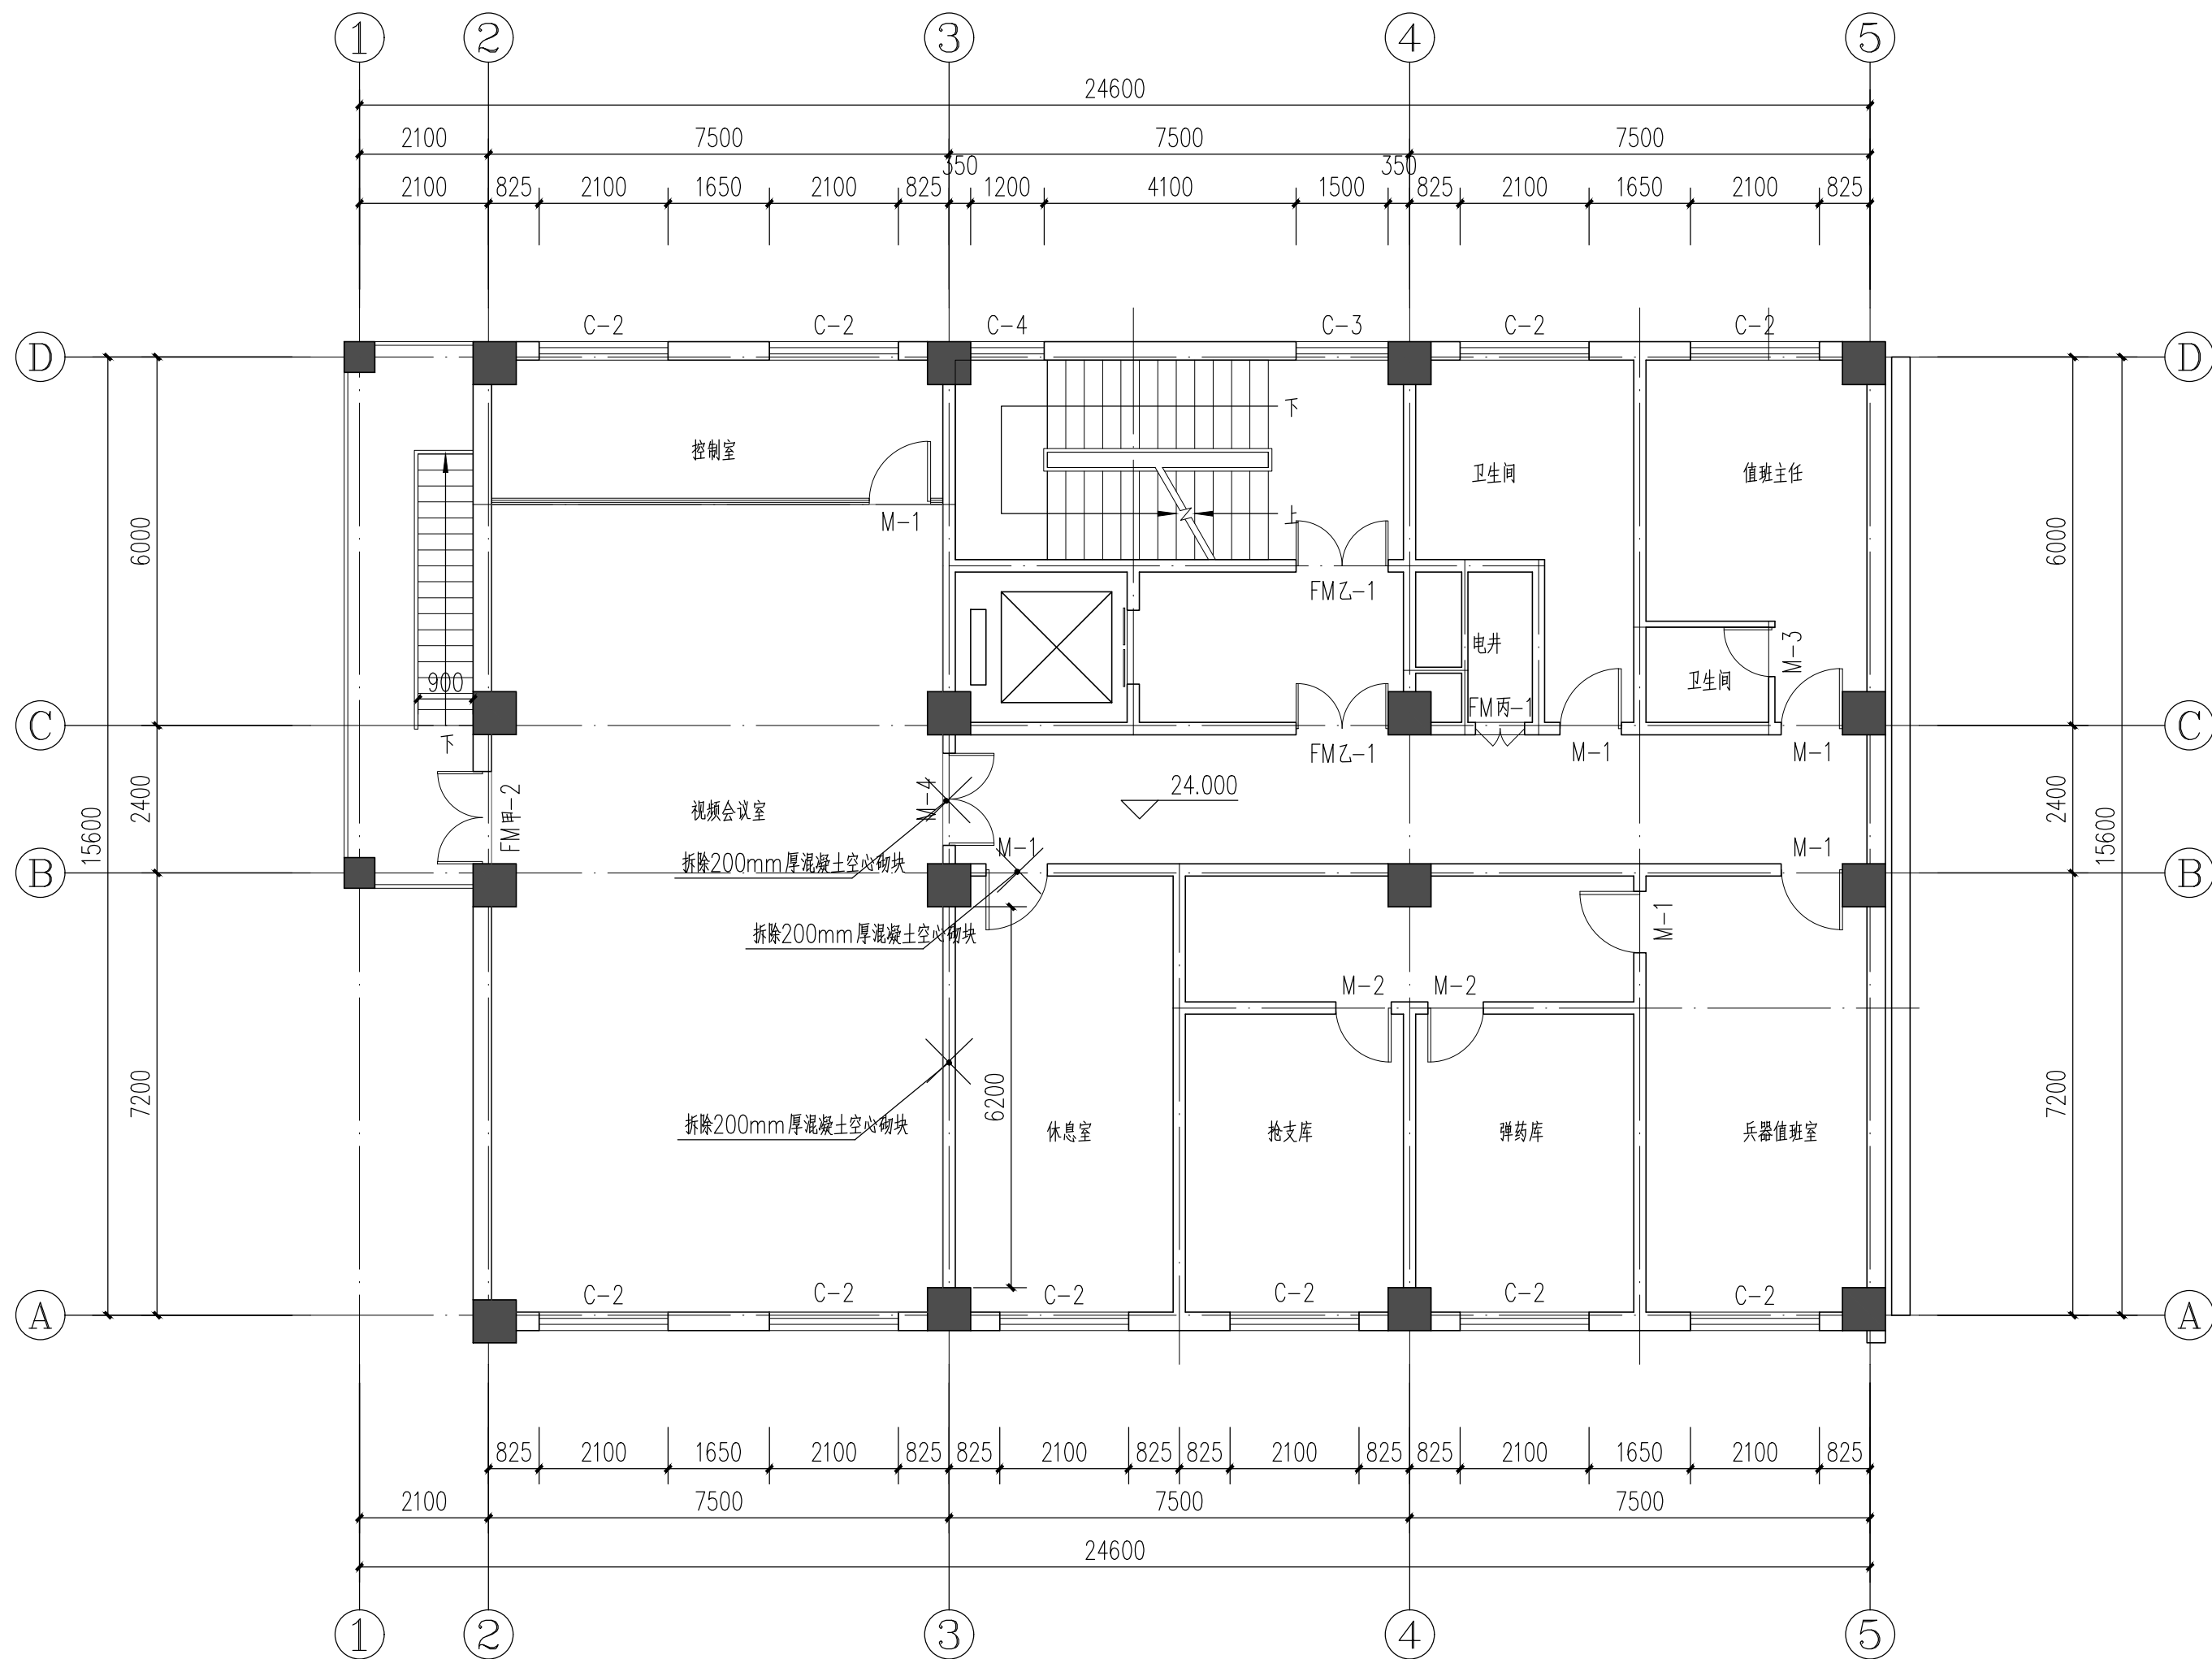 1 2 3 4 5
24600
2100 7500 7500 7500
350 350
2100 825 2100 1650 2100 825 1200 4100 1500 825 2100 1650 2100 825
C-2 C-2 C-4 C-3 C-2 C-2
D D
下
控制室 卫生间 值班主任
M-1 上
6000 6000
FM乙-1
电井 M-3
900 卫生间
FM丙-1
C C
下 FM乙-1 M-1 M-1
24.000
2400 M-4 2400
FM甲-2 视频会议室
15600 15600
M-1 M-1
拆除200mm厚混凝土空心砌块
B B
M-1
拆除200mm厚混凝土空心砌块
M-2 M-2
7200 6200 7200
拆除200mm厚混凝土空心砌块
休息室 抢支库 弹药库 兵器值班室
C-2 C-2 C-2 C-2 C-2 C-2
A A
825 2100 1650 2100 825 825 2100 825 825 2100 825 825 2100 1650 2100 825
2100 7500 7500 7500
24600
1 2 3 4 5